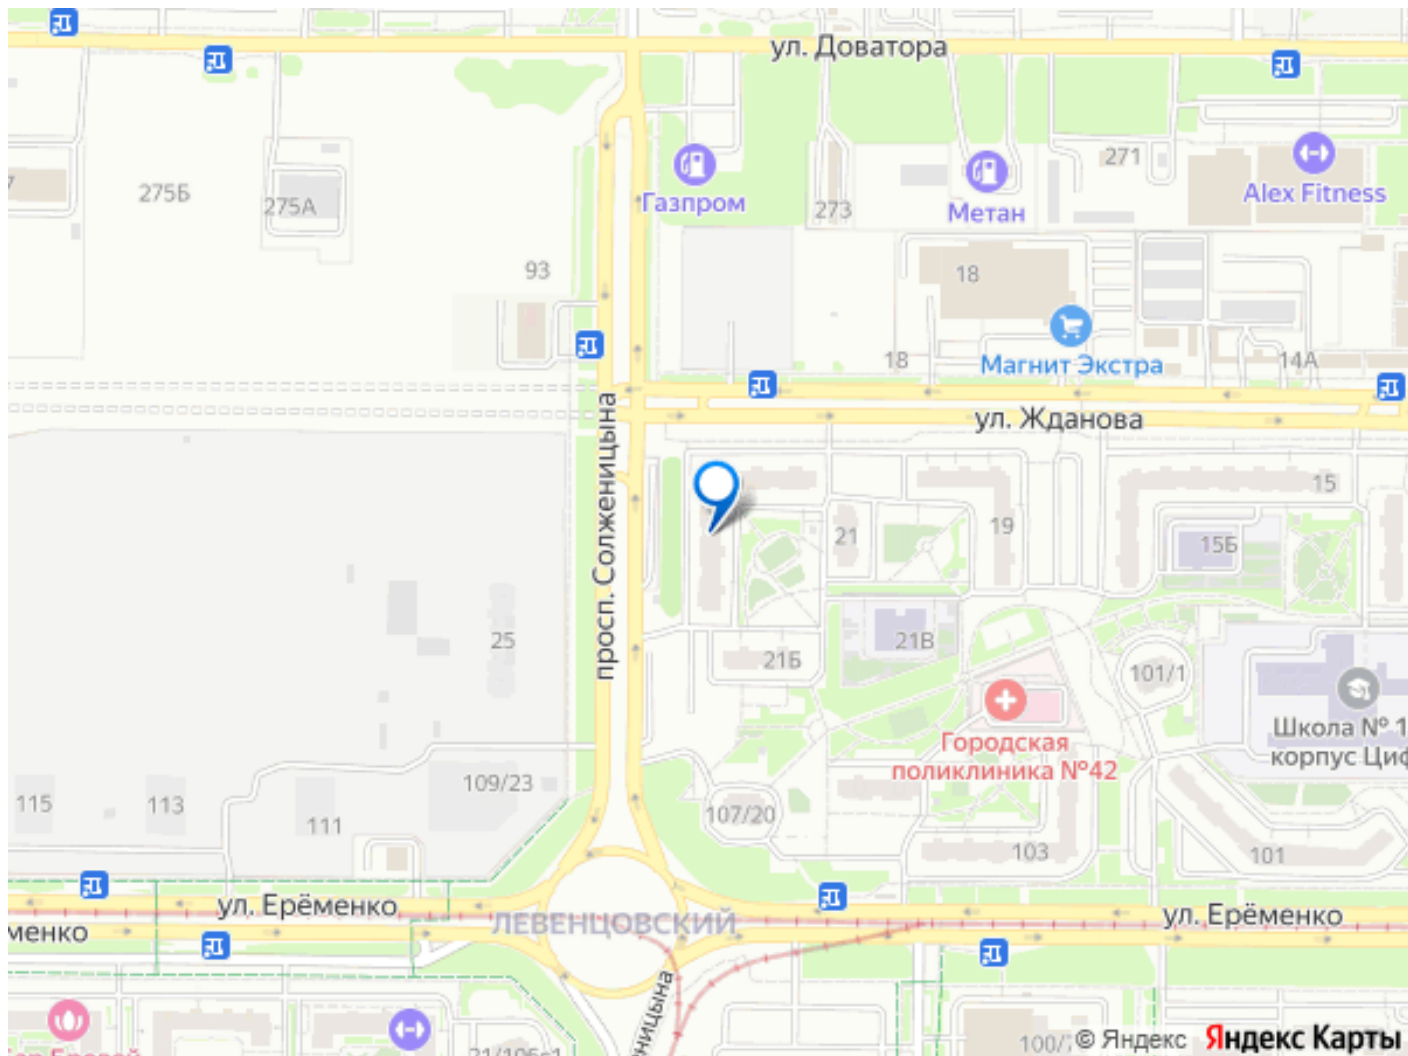 ул. Доватора
271
275Б
275А
Газпром
273
Метан
Alex Fitness
93
18
18
Магнит Экстра
14А
ул. Жданова
просп. Солженицына
15
19
21
15Б
25
21В
21Б
101/1
Городская
поликлиника №42
Школа № 1
корпус Циф
109/23
115
113
111
107/20
103
101
ул. Ерёменко
ул. Ерёменко
ЛЕВЕНЦОВСКИЙ
менко
ницына
100/
© Яндекс
Яндекс Карты